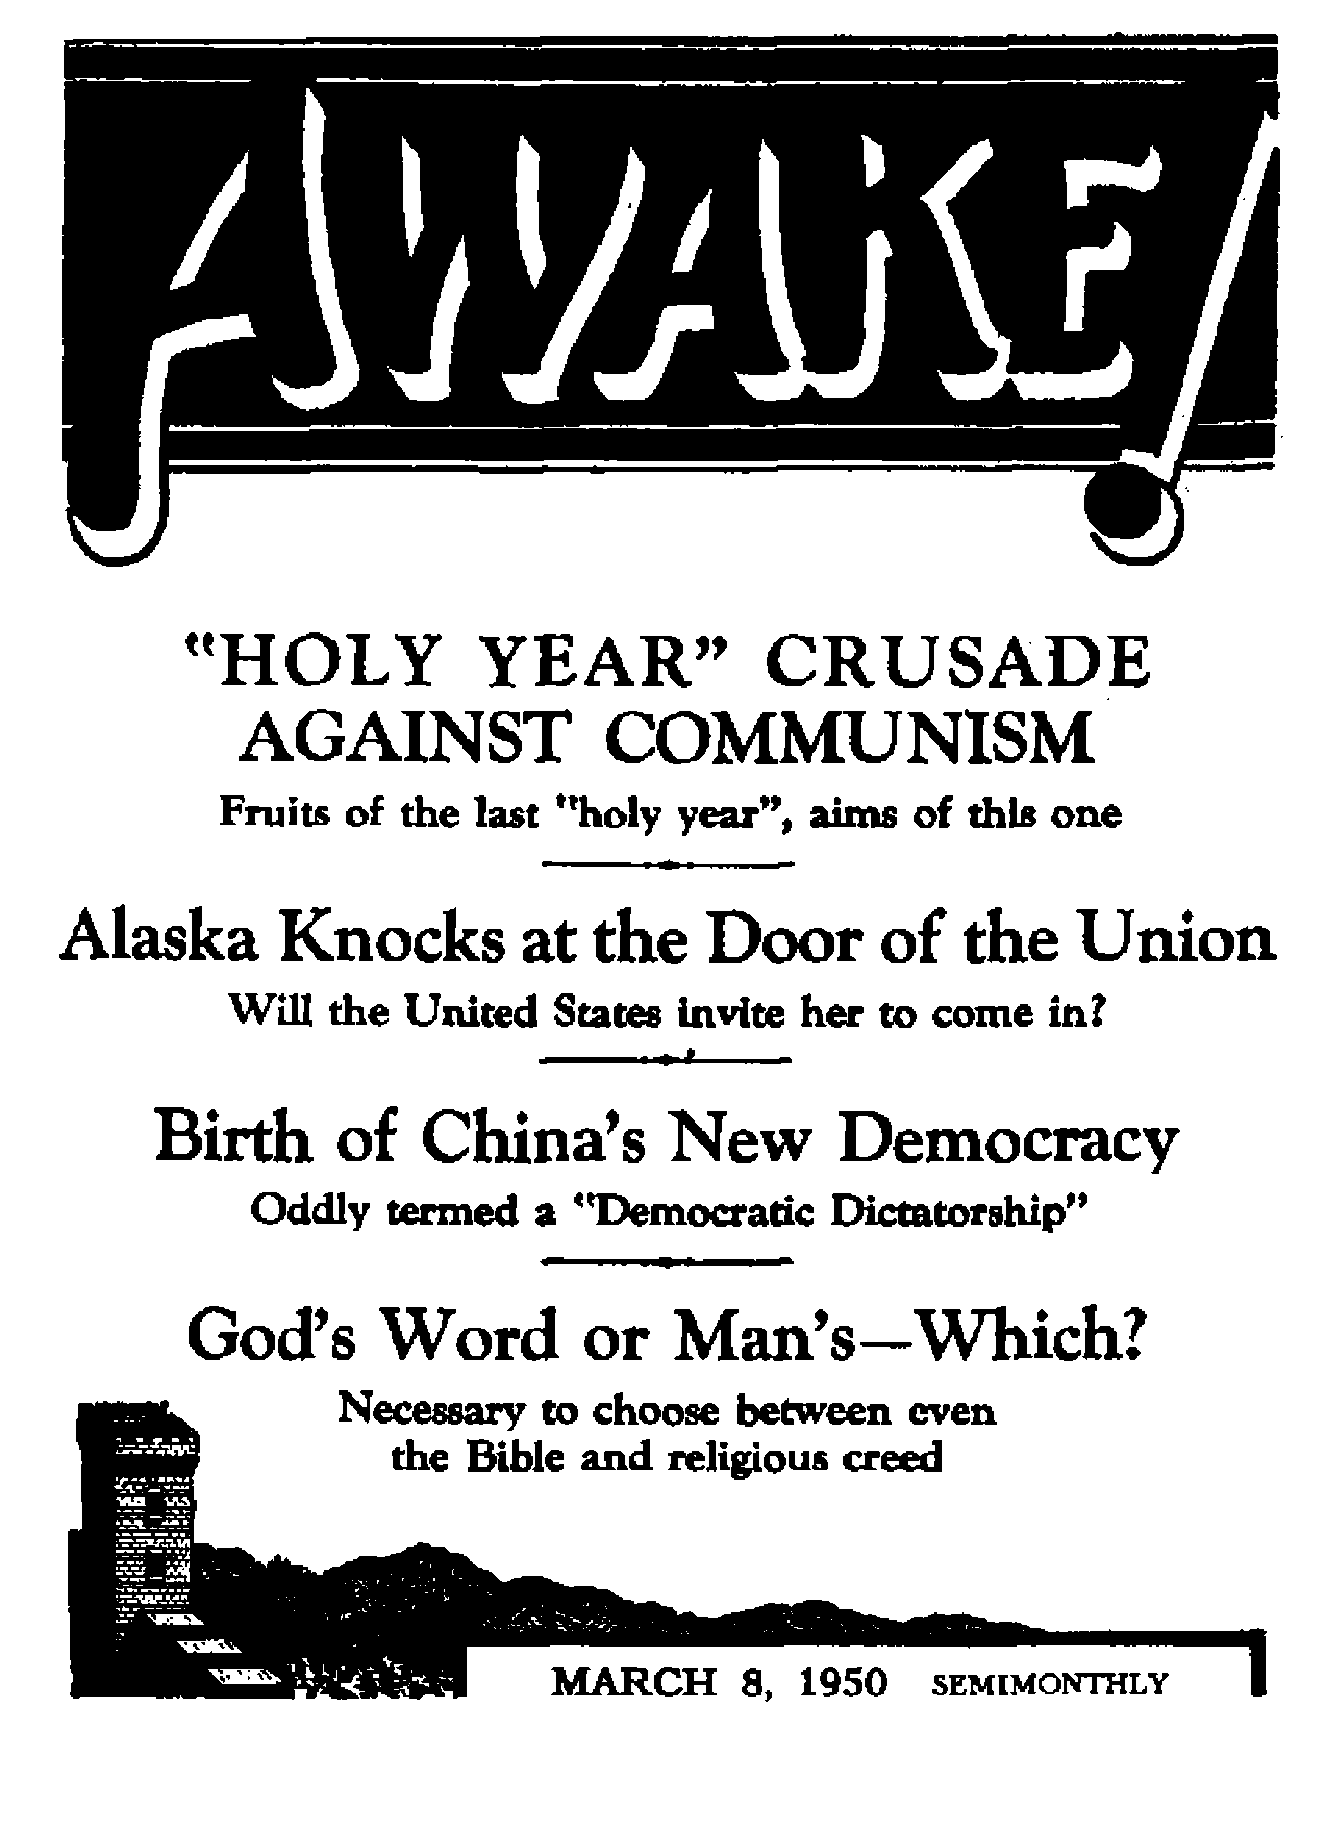 AWAKE!
"HOLY YEAR" CRUSADE
AGAINST COMMUNISM
Fruits of the last "holy year", aims of this one
Alaska Knocks at the Door of the Union
Will the United States invite her to come in?
Birth of China's New Democracy
Oddly termed a "Democratic Dictatorship"
God's Word or Man's—Which?
Necessary to choose between even
the Bible and religious creed
MARCH 8, 1950 SEMIMONTHLY